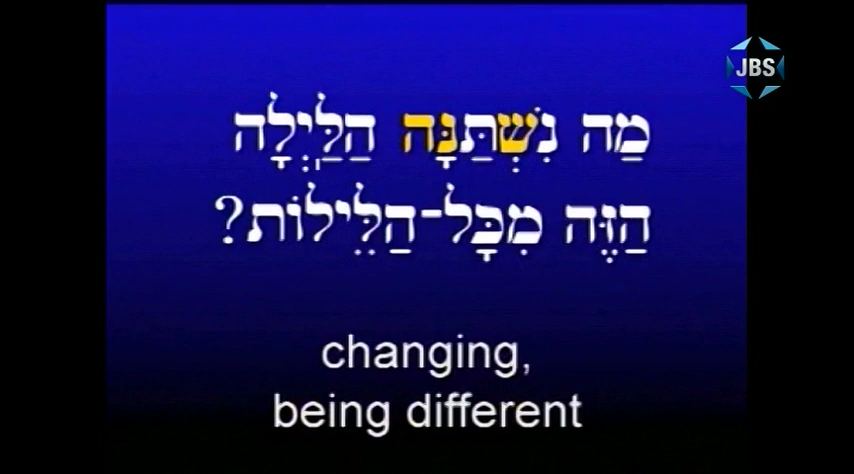 JBS
מַה נִּשְׁתַּנָּה הַלַּֽיְלָה
הַזֶּה מִכָּל־הַלֵּילוֹת?
changing,
being different